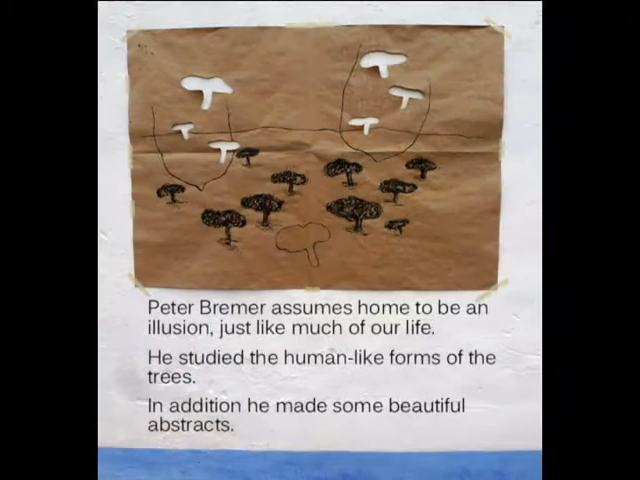 Peter Bremer assumes home to be an
illusion, just like much of our life.
He studied the human-like forms of the
trees.
In addition he made some beautiful
abstracts.